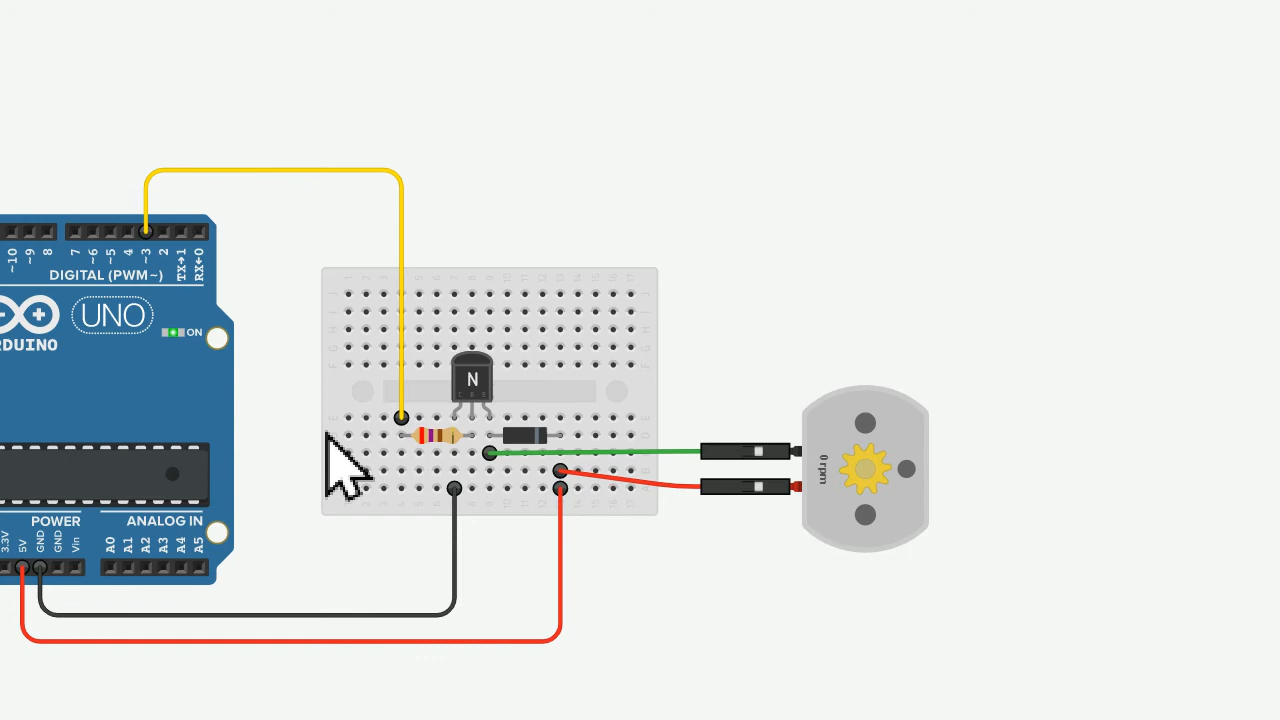 ~10 ~9 8 7 ~6 ~5 4 ~3 2 TX→1 RX←0
DIGITAL (PWM~)
UNO
ON
RDUINO
POWER ANALOG IN
3.3V 5V GND GND Vin A0 A1 A2 A3 A4 A5
N
0 rpm